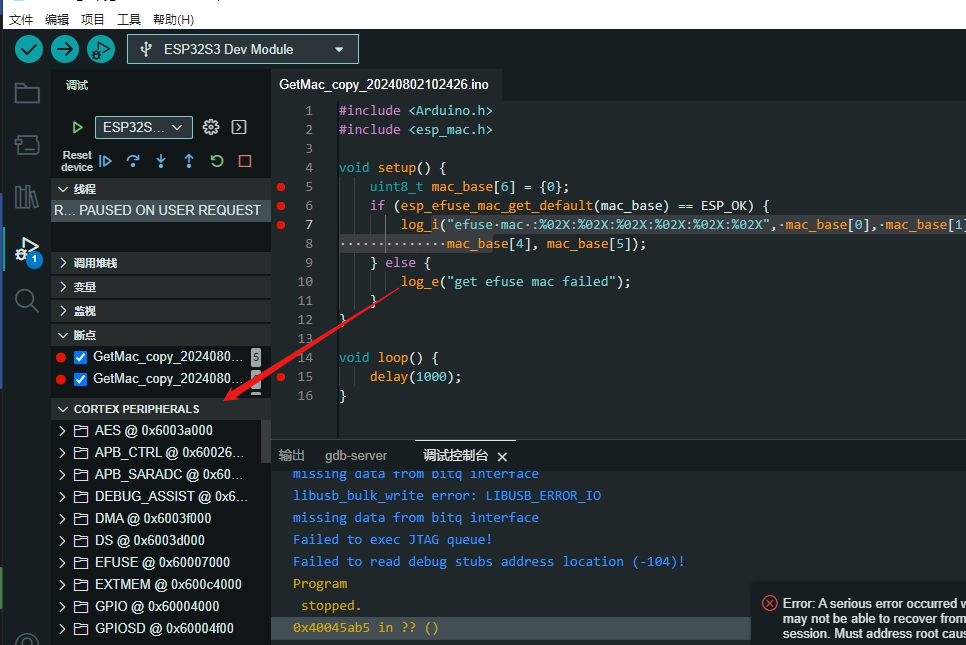 文件 编辑 项目 工具 帮助(H)
ESP32S3 Dev Module
调试
ESP32S...
Reset device
线程
R... PAUSED ON USER REQUEST
调用堆栈
变量
监视
断点
GetMac_copy_2024080... 5
GetMac_copy_2024080...
CORTEX PERIPHERALS
AES @ 0x6003a000
APB_CTRL @ 0x60026...
APB_SARADC @ 0x60...
DEBUG_ASSIST @ 0x6...
DMA @ 0x6003f000
DS @ 0x6003d000
EFUSE @ 0x60007000
EXTMEM @ 0x600c4000
GPIO @ 0x60004000
GPIOSD @ 0x60004f00
1
GetMac_copy_20240802102426.ino
1 #include <Arduino.h>
2 #include <esp_mac.h>
3
4 void setup() {
5 uint8_t mac_base[6] = {0};
6 if (esp_efuse_mac_get_default(mac_base) == ESP_OK) {
7 log_i("efuse·mac·:%02X:%02X:%02X:%02X:%02X:%02X",·mac_base[0],·mac_base[1]
8 ··············mac_base[4], mac_base[5]);
9 } else {
10 log_e("get efuse mac failed");
11 }
12 }
13
14 void loop() {
15 delay(1000);
16 }
输出 gdb-server 调试控制台
missing data from bitq interface
libusb_bulk_write error: LIBUSB_ERROR_IO
missing data from bitq interface
Failed to exec JTAG queue!
Failed to read debug stubs address location (-104)!
Program
stopped.
0x40045ab5 in ?? ()
Error: A serious error occurred
may not be able to recover from
session. Must address root